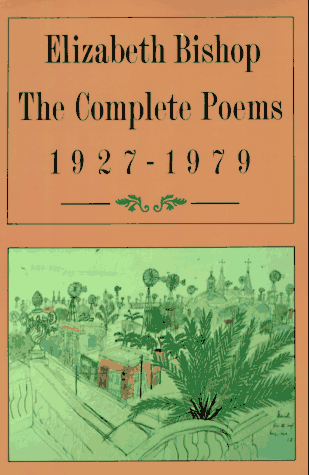 Elizabeth Bishop
The Complete Poems
1927-1979